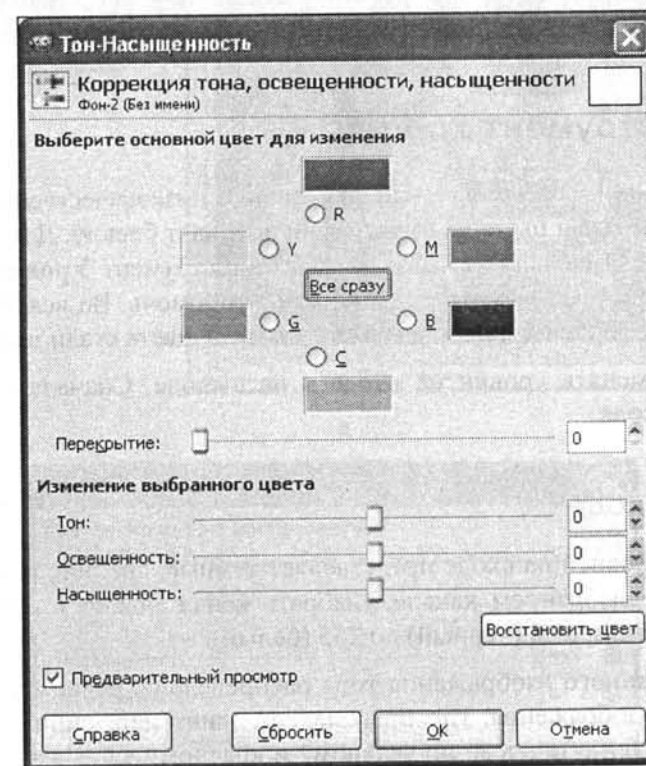 Тон-Насыщенность
Коррекция тона, освещенности, насыщенности
Фон-2 (Без имени)
Выберите основной цвет для изменения
R
Y
M
Все сразу
G
B
C
Перекрытие:
0
Изменение выбранного цвета
Тон:
0
Освещенность:
0
Насыщенность:
0
Восстановить цвет
Предварительный просмотр
Справка
Сбросить
OK
Отмена